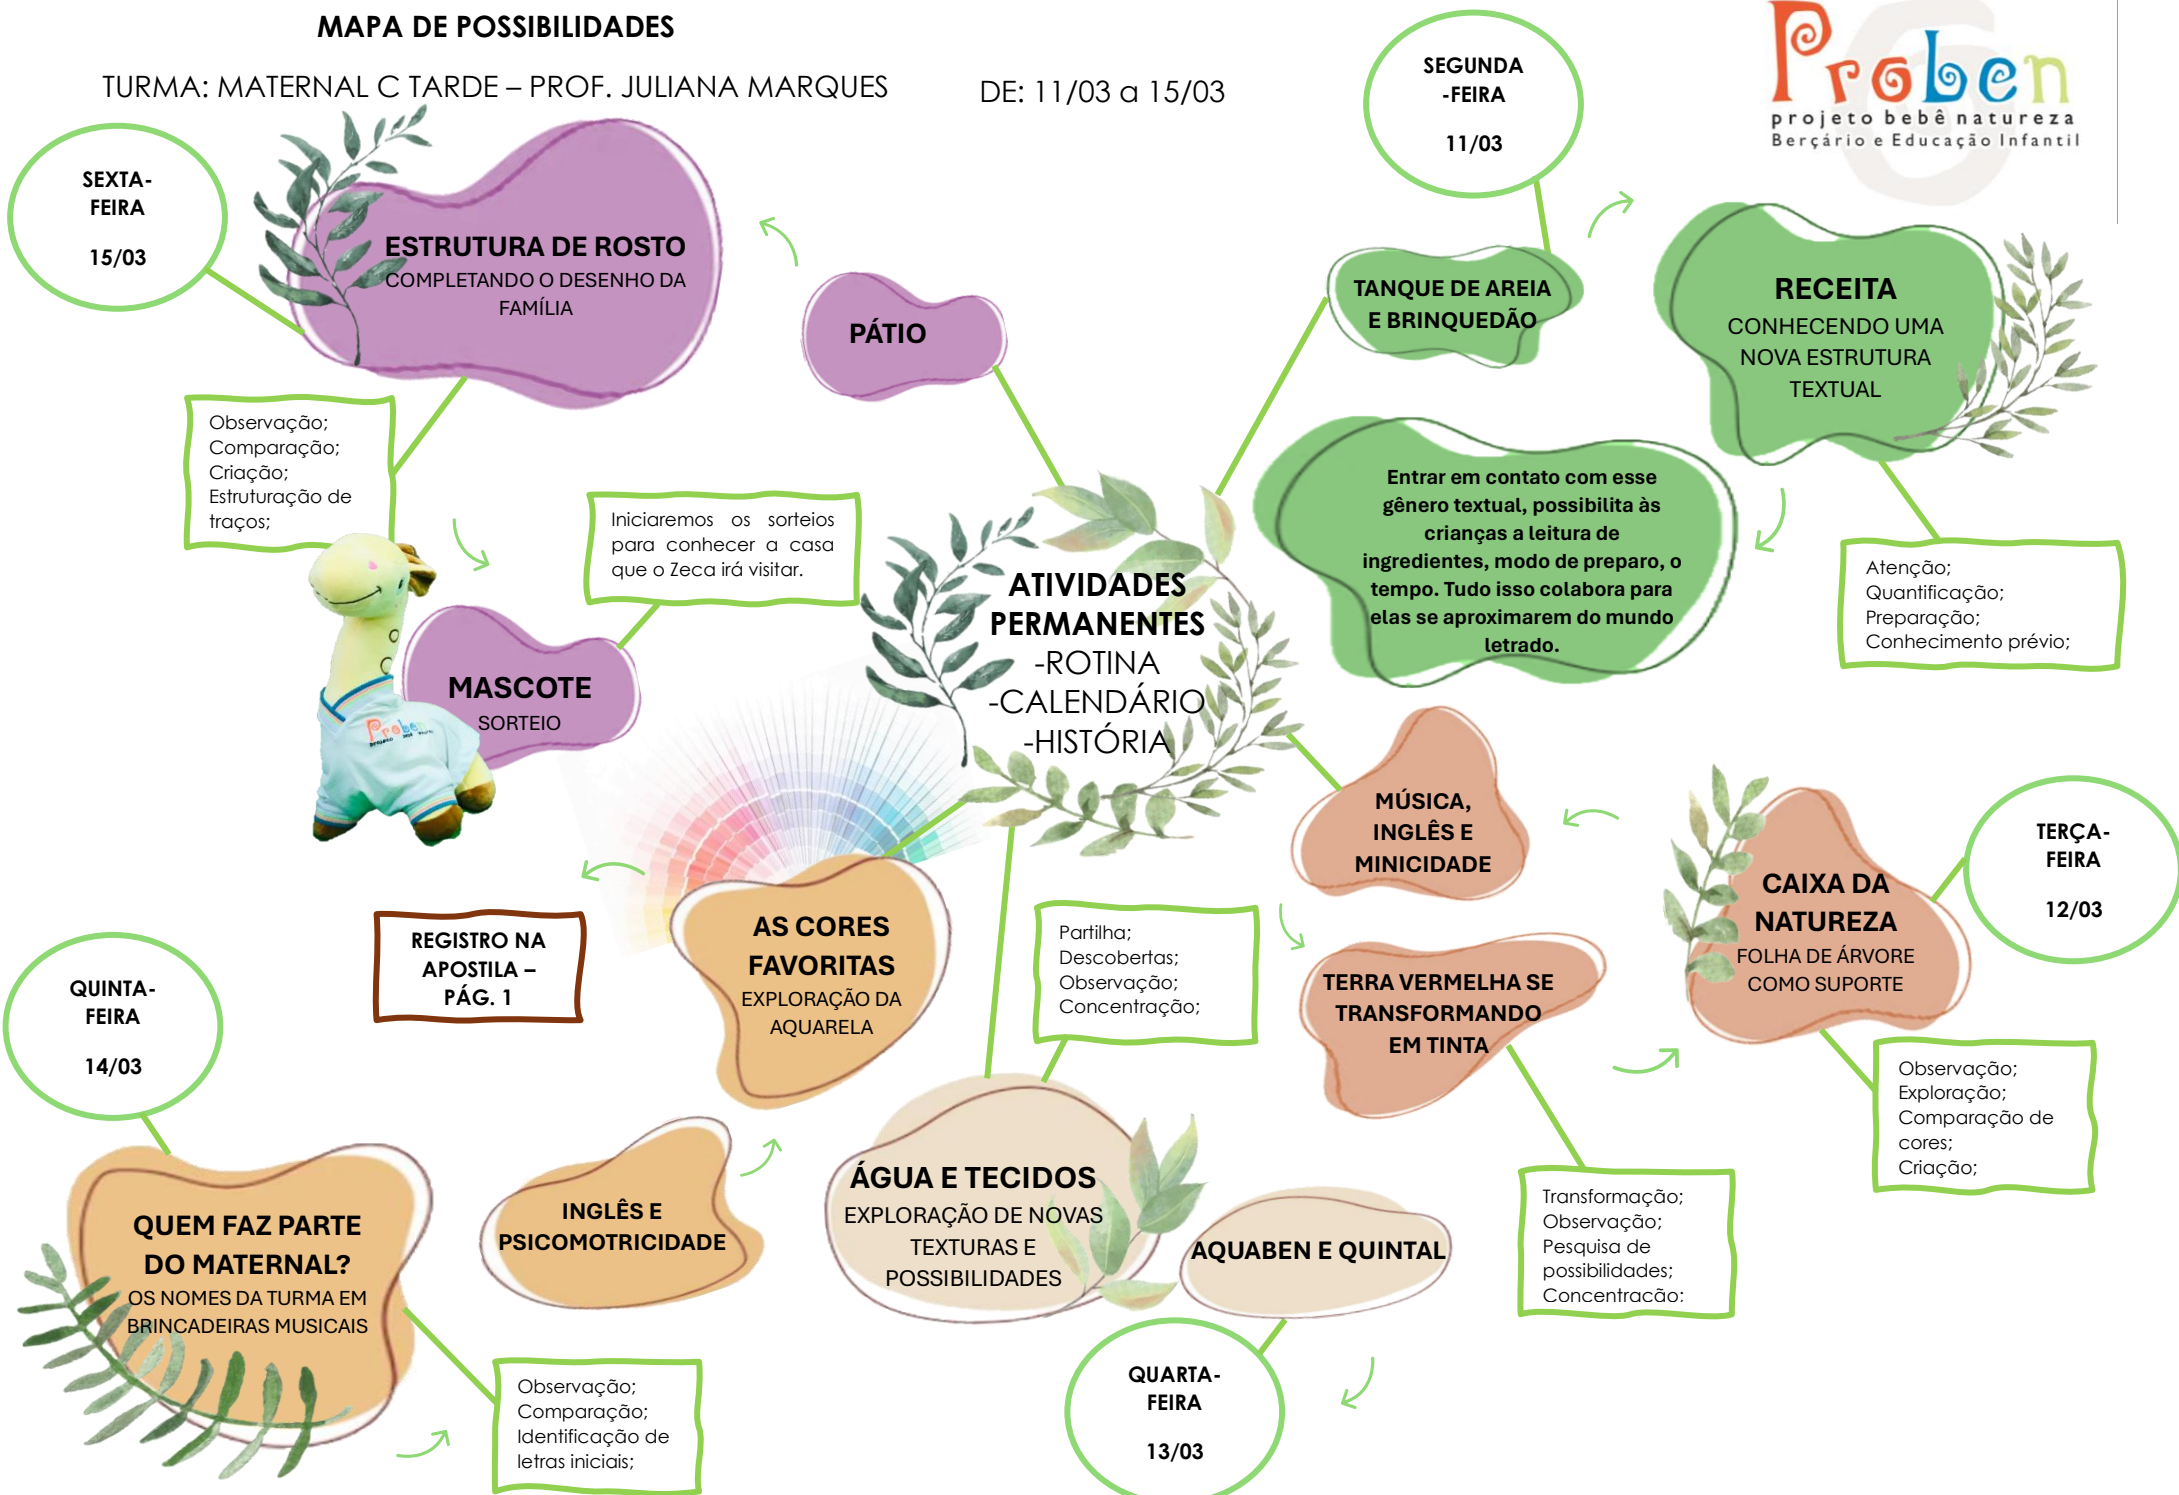 MAPA DE POSSIBILIDADES
TURMA: MATERNAL C TARDE – PROF. JULIANA MARQUES
DE: 11/03 a 15/03
Proben
projeto bebê natureza
Berçário e Educação Infantil
SEGUNDA
-FEIRA
11/03
TANQUE DE AREIA
E BRINQUEDÃO
RECEITA
CONHECENDO UMA
NOVA ESTRUTURA
TEXTUAL
Entrar em contato com esse
gênero textual, possibilita às
crianças a leitura de
ingredientes, modo de preparo, o
tempo. Tudo isso colabora para
elas se aproximarem do mundo
letrado.
Atenção;
Quantificação;
Preparação;
Conhecimento prévio;
SEXTA-
FEIRA
15/03
ESTRUTURA DE ROSTO
COMPLETANDO O DESENHO DA
FAMÍLIA
PÁTIO
Observação;
Comparação;
Criação;
Estruturação de
traços;
Iniciaremos os sorteios
para conhecer a casa
que o Zeca irá visitar.
MASCOTE
SORTEIO
Proben
ATIVIDADES
PERMANENTES
-ROTINA
-CALENDÁRIO
-HISTÓRIA
MÚSICA,
INGLÊS E
MINICIDADE
CAIXA DA
NATUREZA
FOLHA DE ÁRVORE
COMO SUPORTE
TERÇA-
FEIRA
12/03
TERRA VERMELHA SE
TRANSFORMANDO
EM TINTA
Observação;
Exploração;
Comparação de
cores;
Criação;
Transformação;
Observação;
Pesquisa de
possibilidades;
Concentração;
AS CORES
FAVORITAS
EXPLORAÇÃO DA
AQUARELA
REGISTRO NA
APOSTILA –
PÁG. 1
Partilha;
Descobertas;
Observação;
Concentração;
QUINTA-
FEIRA
14/03
QUEM FAZ PARTE
DO MATERNAL?
OS NOMES DA TURMA EM
BRINCADEIRAS MUSICAIS
INGLÊS E
PSICOMOTRICIDADE
Observação;
Comparação;
Identificação de
letras iniciais;
ÁGUA E TECIDOS
EXPLORAÇÃO DE NOVAS
TEXTURAS E
POSSIBILIDADES
AQUABEN E QUINTAL
QUARTA-
FEIRA
13/03